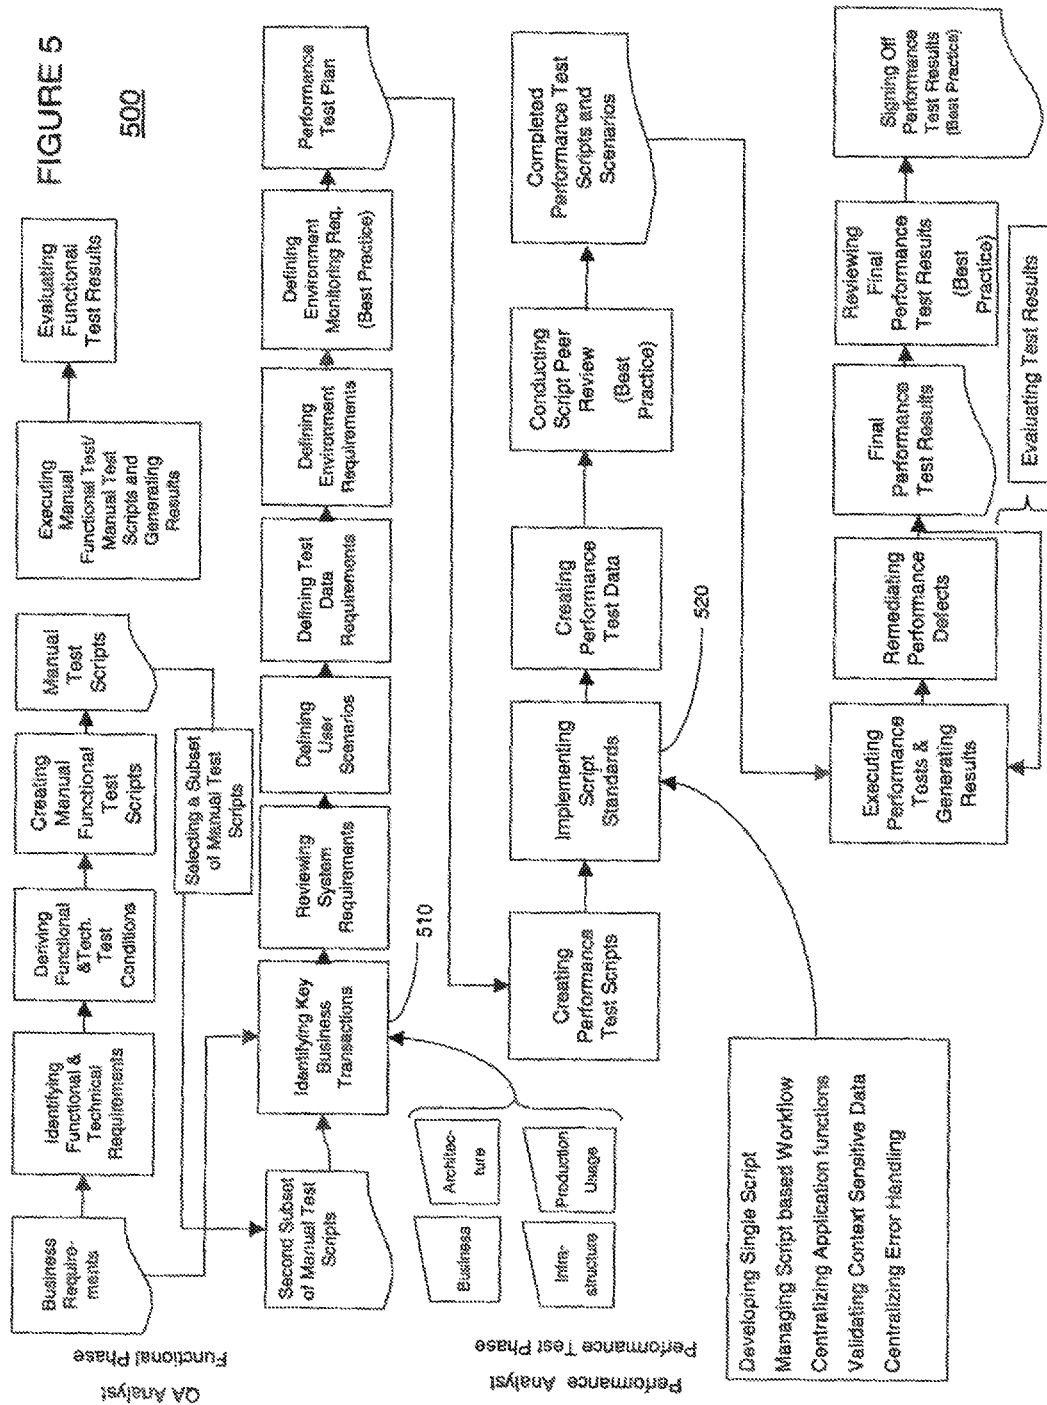 FIGURE 5
500
QA Analyst
Functional Phase
Business
Require-
ments
Identifying
Functional &
Technical
Requirements
Deriving
Functional
&Tech.
Test
Conditions
Creating
Manual
Functional
Test
Scripts
Manual
Test
Scripts
Executing
Manual
Functional Test/
Manual Test
Scripts and
Generating
Results
Evaluating
Functional
Test Results
Selecting a Subset
of Manual Test
Scripts
Performance Analyst
Performance Test Phase
Second Subset
of Manual Test
Scripts
Identifying Key
Business
Transactions
510
Reviewing
System
Requirements
Defining
User
Scenarios
Defining Test
Data
Requirements
Defining
Environment
Requirements
Defining
Environment
Monitoring Req.
(Best Practice)
Performance
Test Plan
Business
Architec-
ture
Infra-
structure
Production
Usage
Creating
Performance
Test Scripts
Implementing
Script
Standards
520
Creating
Performance
Test Data
Conducting
Script Peer
Review
(Best
Practice)
Completed
Performance Test
Scripts and
Scenarios
Developing Single Script
Managing Script based Workflow
Centralizing Application functions
Validating Context Sensitive Data
Centralizing Error Handling
Executing
Performance
Tests &
Generating
Results
Remediating
Performance
Defects
Final
Performance
Test Results
Reviewing
Final
Performance
Test Results
(Best
Practice)
Signing Off
Performance
Test Results
(Best Practice)
Evaluating Test Results